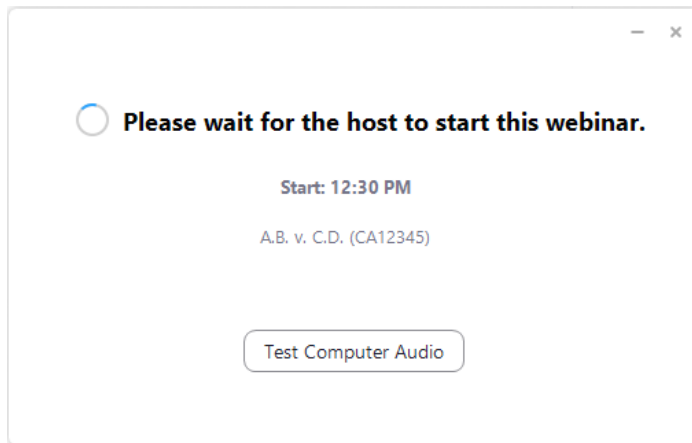 Please wait for the host to start this webinar.
Start: 12:30 PM
A.B. v. C.D. (CA12345)
Test Computer Audio